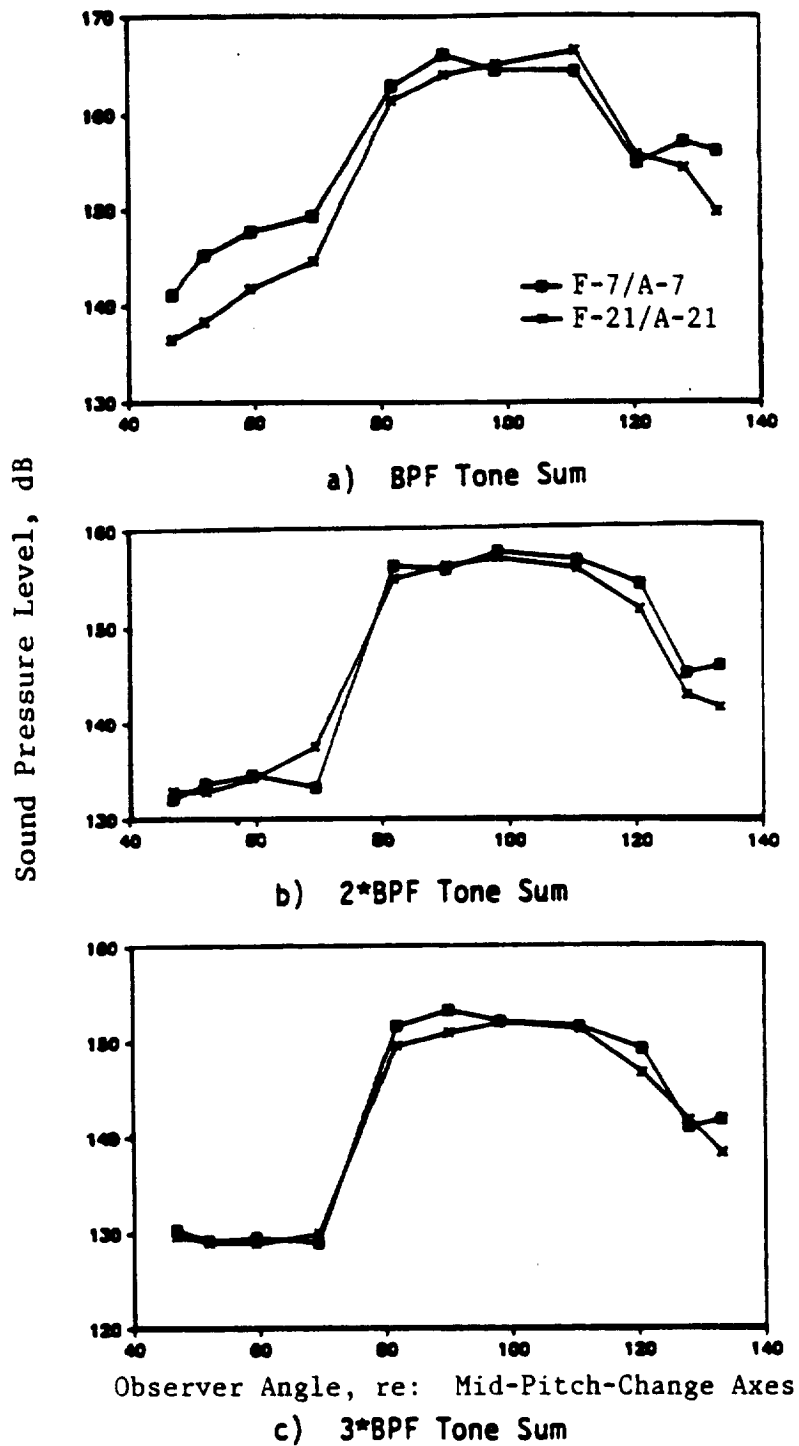 170
160
150
140
130
F-7/A-7
F-21/A-21
40 60 80 100 120 140
a) BPF Tone Sum
Sound Pressure Level, dB
160
150
140
130
40 60 80 100 120 140
b) 2*BPF Tone Sum
160
150
140
130
120
40 60 80 100 120 140
Observer Angle, re: Mid-Pitch-Change Axes
c) 3*BPF Tone Sum